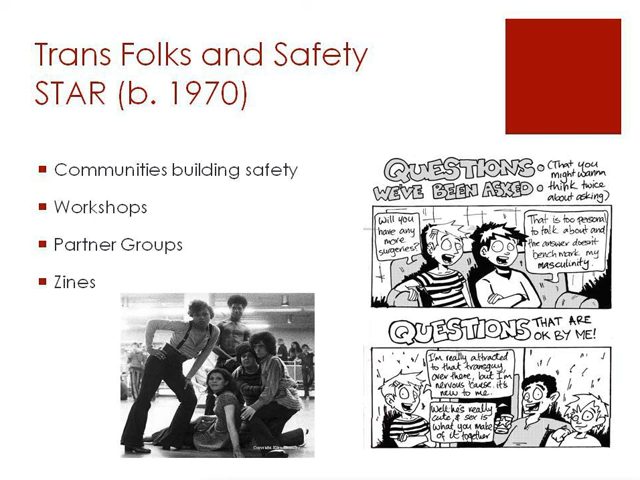 Trans Folks and Safety
STAR (b. 1970)
Communities building safety
Workshops
Partner Groups
Zines
QUESTIONS
WE'VE BEEN ASKED
(That you
might wanna
think twice
about asking)
Will you
have any
more
surgeries?
That is too personal
to talk about and
the answer doesn't
bench mark my
masculinity.
QUESTIONS THAT ARE
OK BY ME!
I'm really attracted
to that transguy
over there, but I'm
nervous 'cause it's
new to me..
Well he's really
cute, & sex is
what you make
of it together